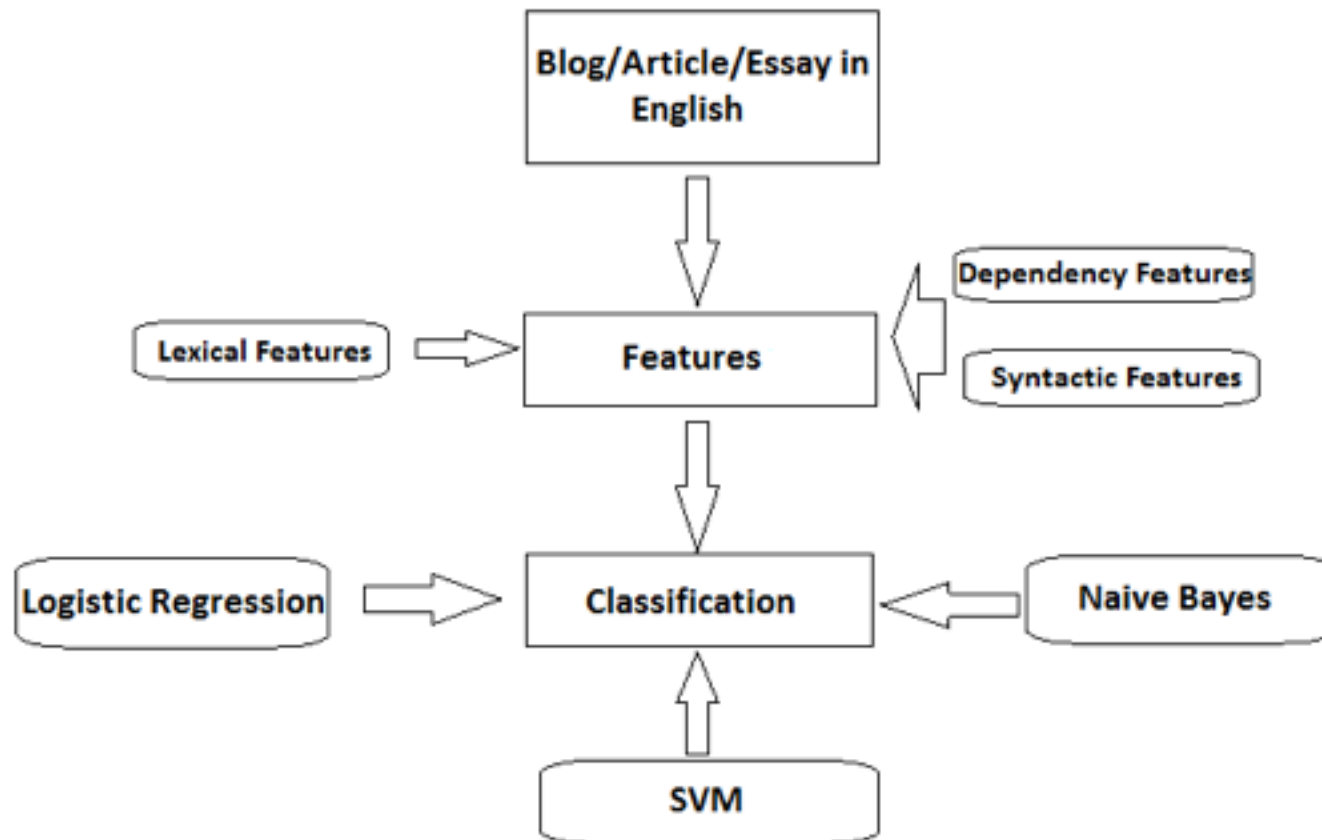 Blog/Article/Essay in
English
Dependency Features
Lexical Features
Features
Syntactic Features
Logistic Regression
Classification
Naive Bayes
SVM